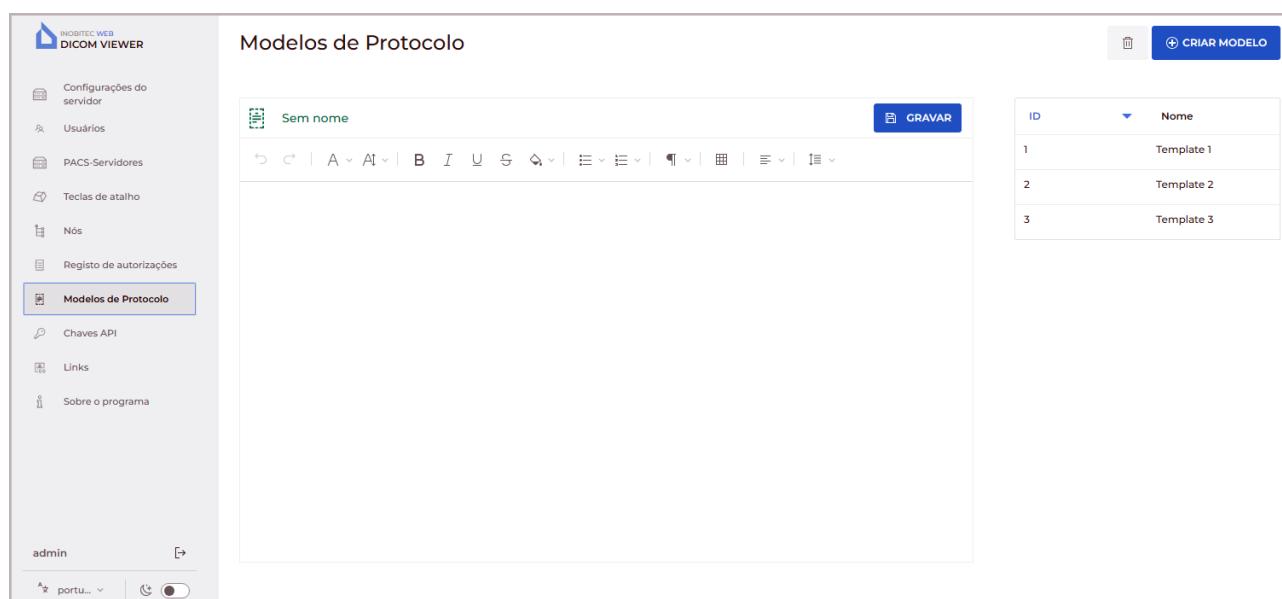 INOBITEC WEB
DICOM VIEWER
Configurações do
servidor
Usuários
PACS-Servidores
Teclas de atalho
Nós
Registo de autorizações
Modelos de Protocolo
Chaves API
Links
Sobre o programa
admin
portu...
Modelos de Protocolo
CRIAR MODELO
Sem nome
GRAVAR
ID Nome
1 Template 1
2 Template 2
3 Template 3